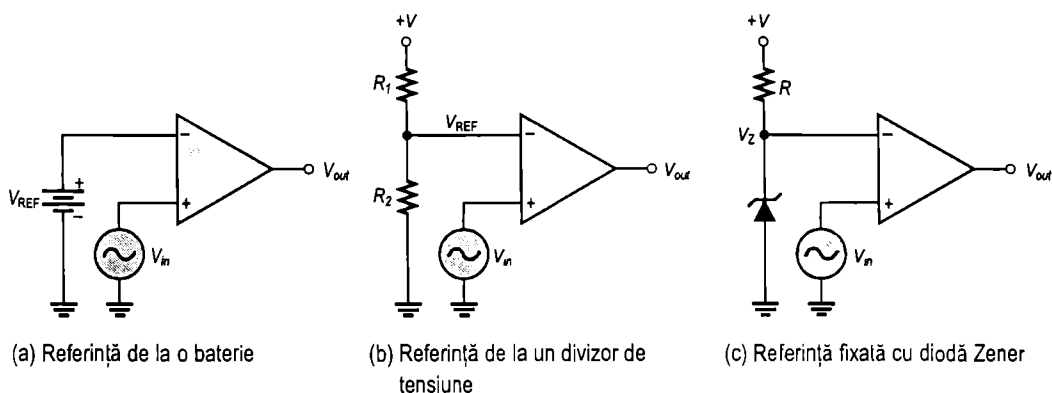 +V
R1
VREF
R2
−
+
Vout
Vin
VREF
+
−
−
+
Vout
Vin
+V
R
VZ
−
+
Vout
Vin
(a) Referință de la o baterie
(b) Referință de la un divizor de
tensiune
(c) Referință fixată cu diodă Zener